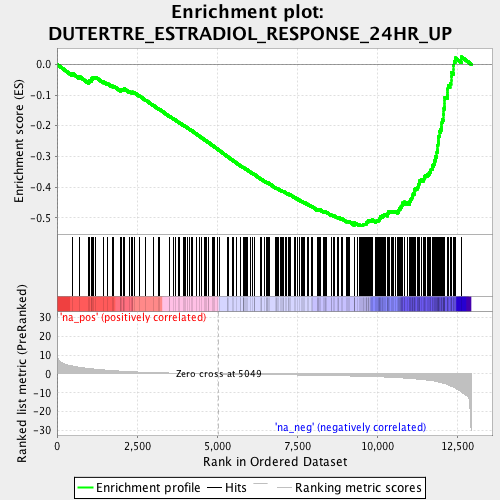 Enrichment plot:
DUTERTRE_ESTRADIOL_RESPONSE_24HR_UP
Enrichment score (ES)
0.0
-0.1
-0.2
-0.3
-0.4
-0.5
'na_pos' (positively correlated)
Ranked list metric (PreRanked)
30
20
10
0
-10
-20
-30
Zero cross at 5049
'na_neg' (negatively correlated)
0
2,500
5,000
7,500
10,000
12,500
Rank in Ordered Dataset
Enrichment profile
Hits
Ranking metric scores